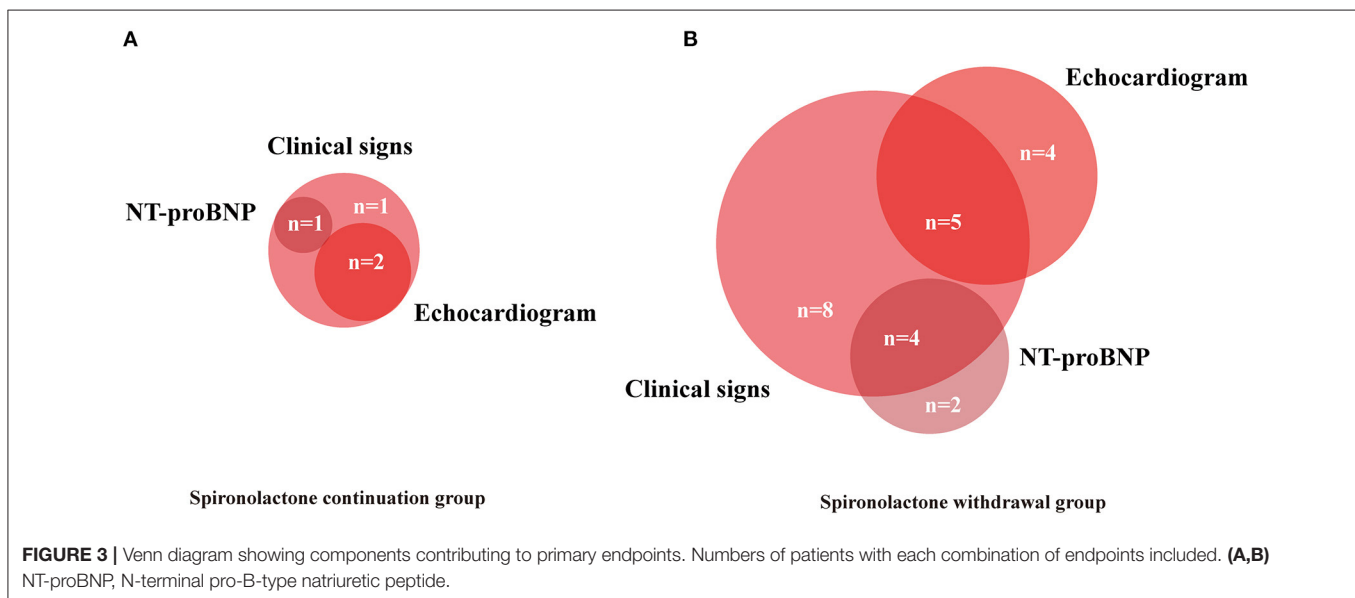 A
Clinical signs
NT-proBNP
n=1
n=1
n=2
Echocardiogram
Spironolactone continuation group
B
Echocardiogram
n=4
n=5
n=8
n=4
NT-proBNP
Clinical signs
n=2
Spironolactone withdrawal group
FIGURE 3 | Venn diagram showing components contributing to primary endpoints. Numbers of patients with each combination of endpoints included. (A,B)
NT-proBNP, N-terminal pro-B-type natriuretic peptide.